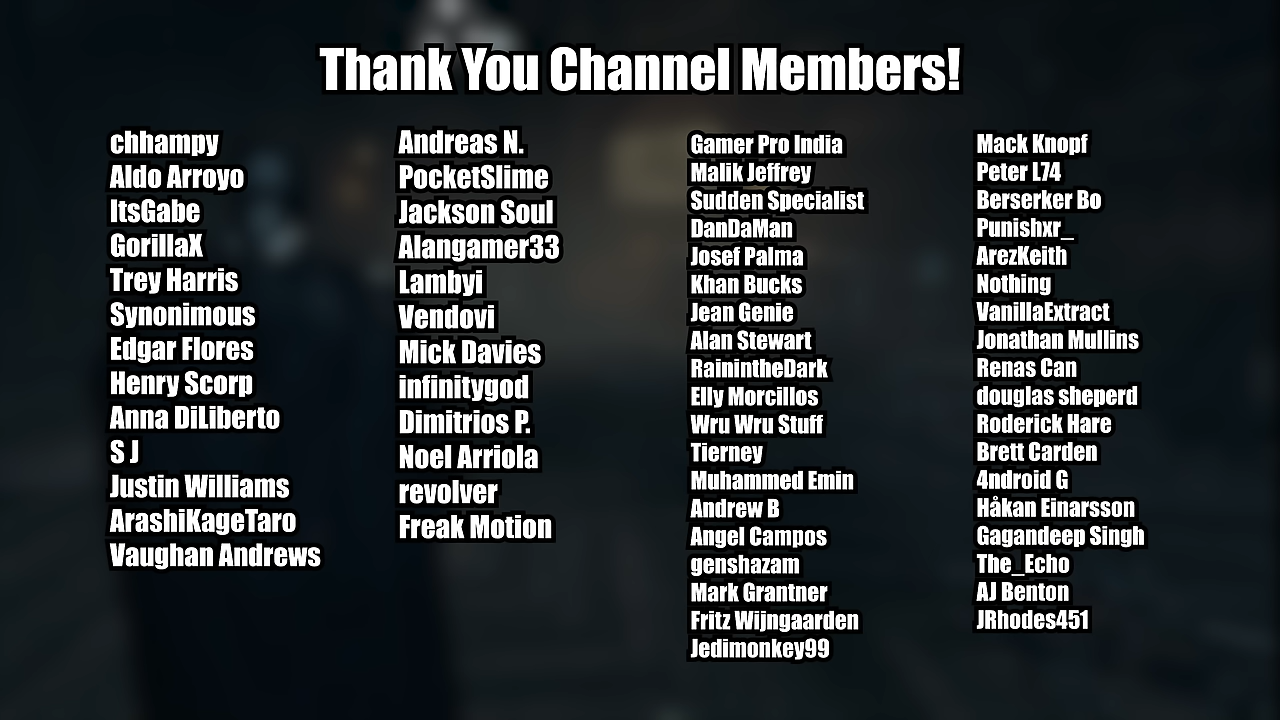 Thank You Channel Members!
chhampy
Aldo Arroyo
ItsGabe
GorillaX
Trey Harris
Synonimous
Edgar Flores
Henry Scorp
Anna DiLiberto
S J
Justin Williams
ArashiKageTaro
Vaughan Andrews
Andreas N.
PocketSlime
Jackson Soul
Alangamer33
Lambyi
Vendovi
Mick Davies
infinitygod
Dimitrios P.
Noel Arriola
revolver
Freak Motion
Gamer Pro India
Malik Jeffrey
Sudden Specialist
DanDaMan
Josef Palma
Khan Bucks
Jean Genie
Alan Stewart
RainintheDark
Elly Morcillos
Wru Wru Stuff
Tierney
Muhammed Emin
Andrew B
Angel Campos
genshazam
Mark Grantner
Fritz Wijngaarden
Jedimonkey99
Mack Knopf
Peter L74
Berserker Bo
Punishxr_
ArezKeith
Nothing
VanillaExtract
Jonathan Mullins
Renas Can
douglas sheperd
Roderick Hare
Brett Carden
4ndroid G
Håkan Einarsson
Gagandeep Singh
The_Echo
AJ Benton
JRhodes451